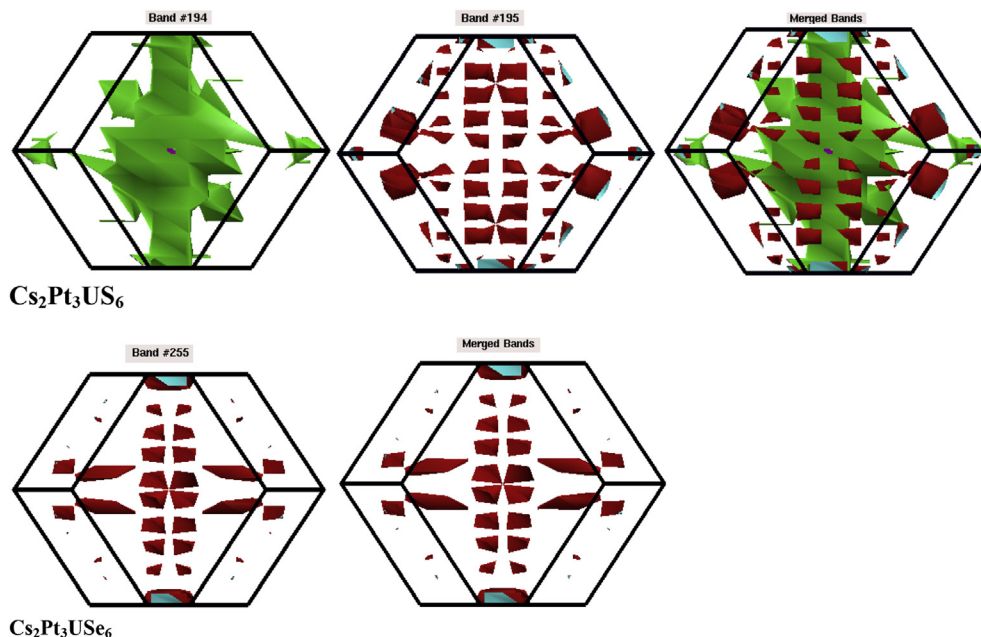 Band #194
Band #195
Merged Bands
Cs₂Pt₃US₆
Band #255
Merged Bands
Cs₂Pt₃USe₆